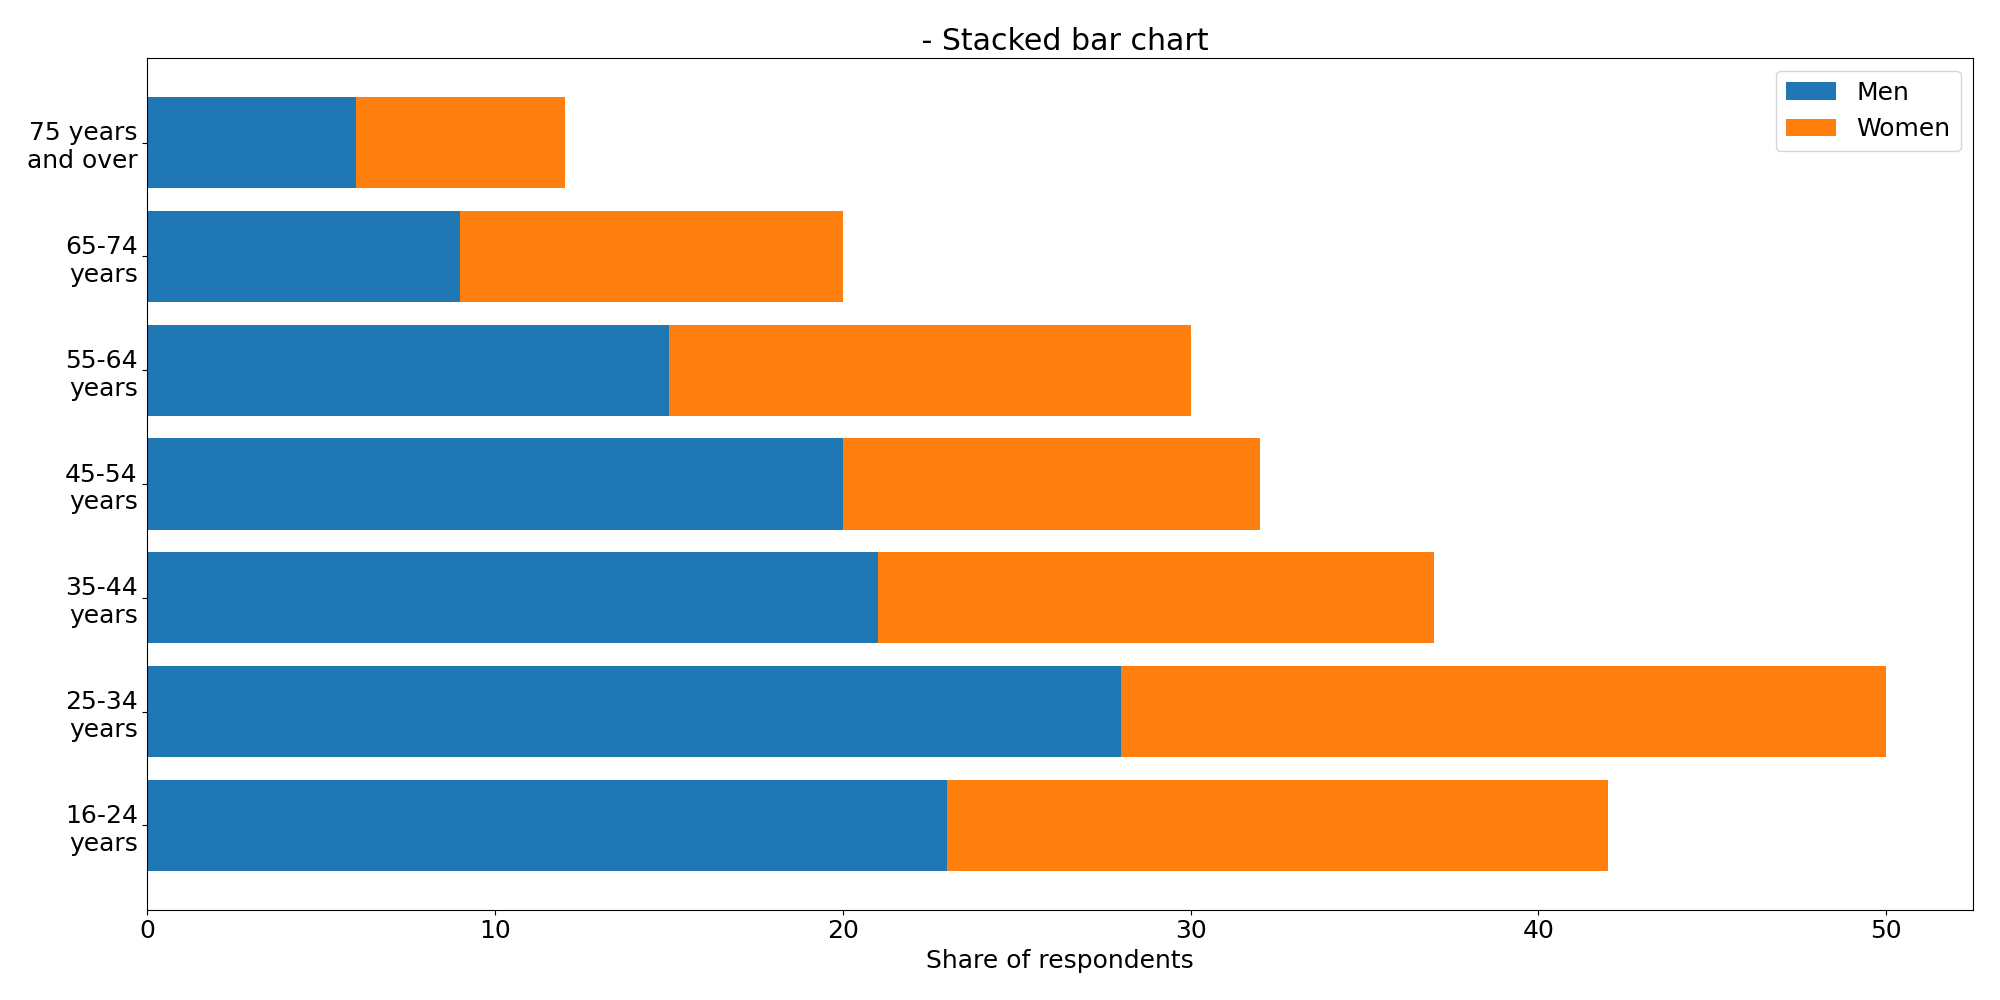 - Stacked bar chart
Men
Women
75 years
and over
65-74
years
55-64
years
45-54
years
35-44
years
25-34
years
16-24
years
0 10 20 30 40 50
Share of respondents